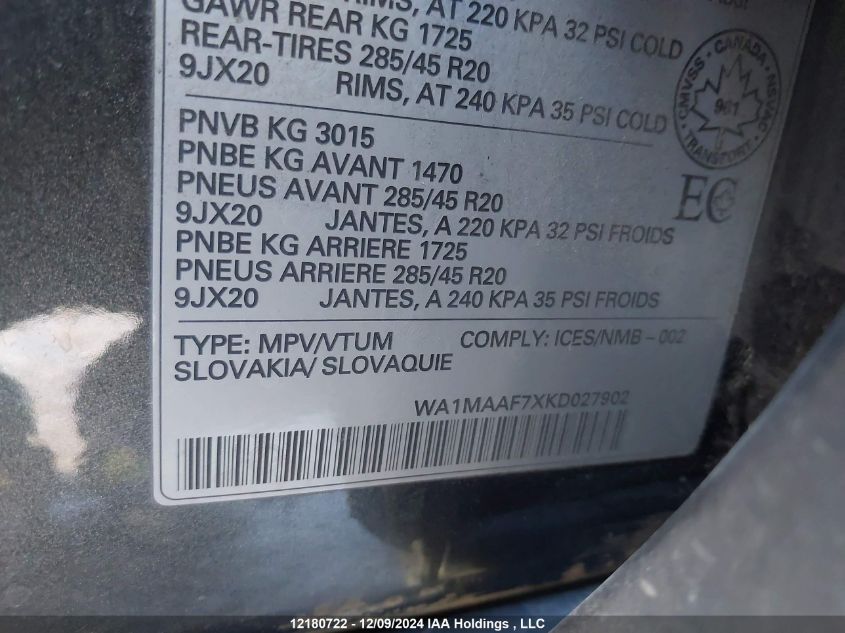 RIMS, AT 220 KPA 32 PSI COLD
GAWR REAR KG 1725
REAR-TIRES 285/45 R20
9JX20 RIMS, AT 240 KPA 35 PSI COLD
CMVSS · CANADA · NSVAC
981
TRANSPORT
PNVB KG 3015
PNBE KG AVANT 1470
PNEUS AVANT 285/45 R20
9JX20 JANTES, A 220 KPA 32 PSI FROIDS
EC
PNBE KG ARRIERE 1725
PNEUS ARRIERE 285/45 R20
9JX20 JANTES, A 240 KPA 35 PSI FROIDS
TYPE: MPV/VTUM COMPLY: ICES/NMB - 002
SLOVAKIA/ SLOVAQUIE
WA1MAAF7XKD027902
12180722 - 12/09/2024 IAA Holdings , LLC